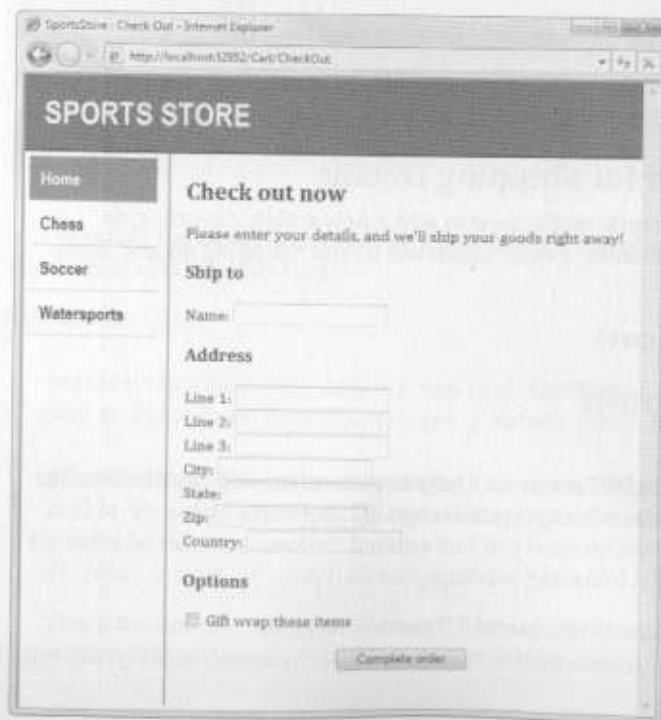 SportsStore : Check Out - Internet Explorer
http://localhost:52952/Cart/CheckOut
SPORTS STORE
Home
Chess
Soccer
Watersports
Check out now
Please enter your details, and we'll ship your goods right away!
Ship to
Name:
Address
Line 1:
Line 2:
Line 3:
City:
State:
Zip:
Country:
Options
Gift wrap these items
Complete order